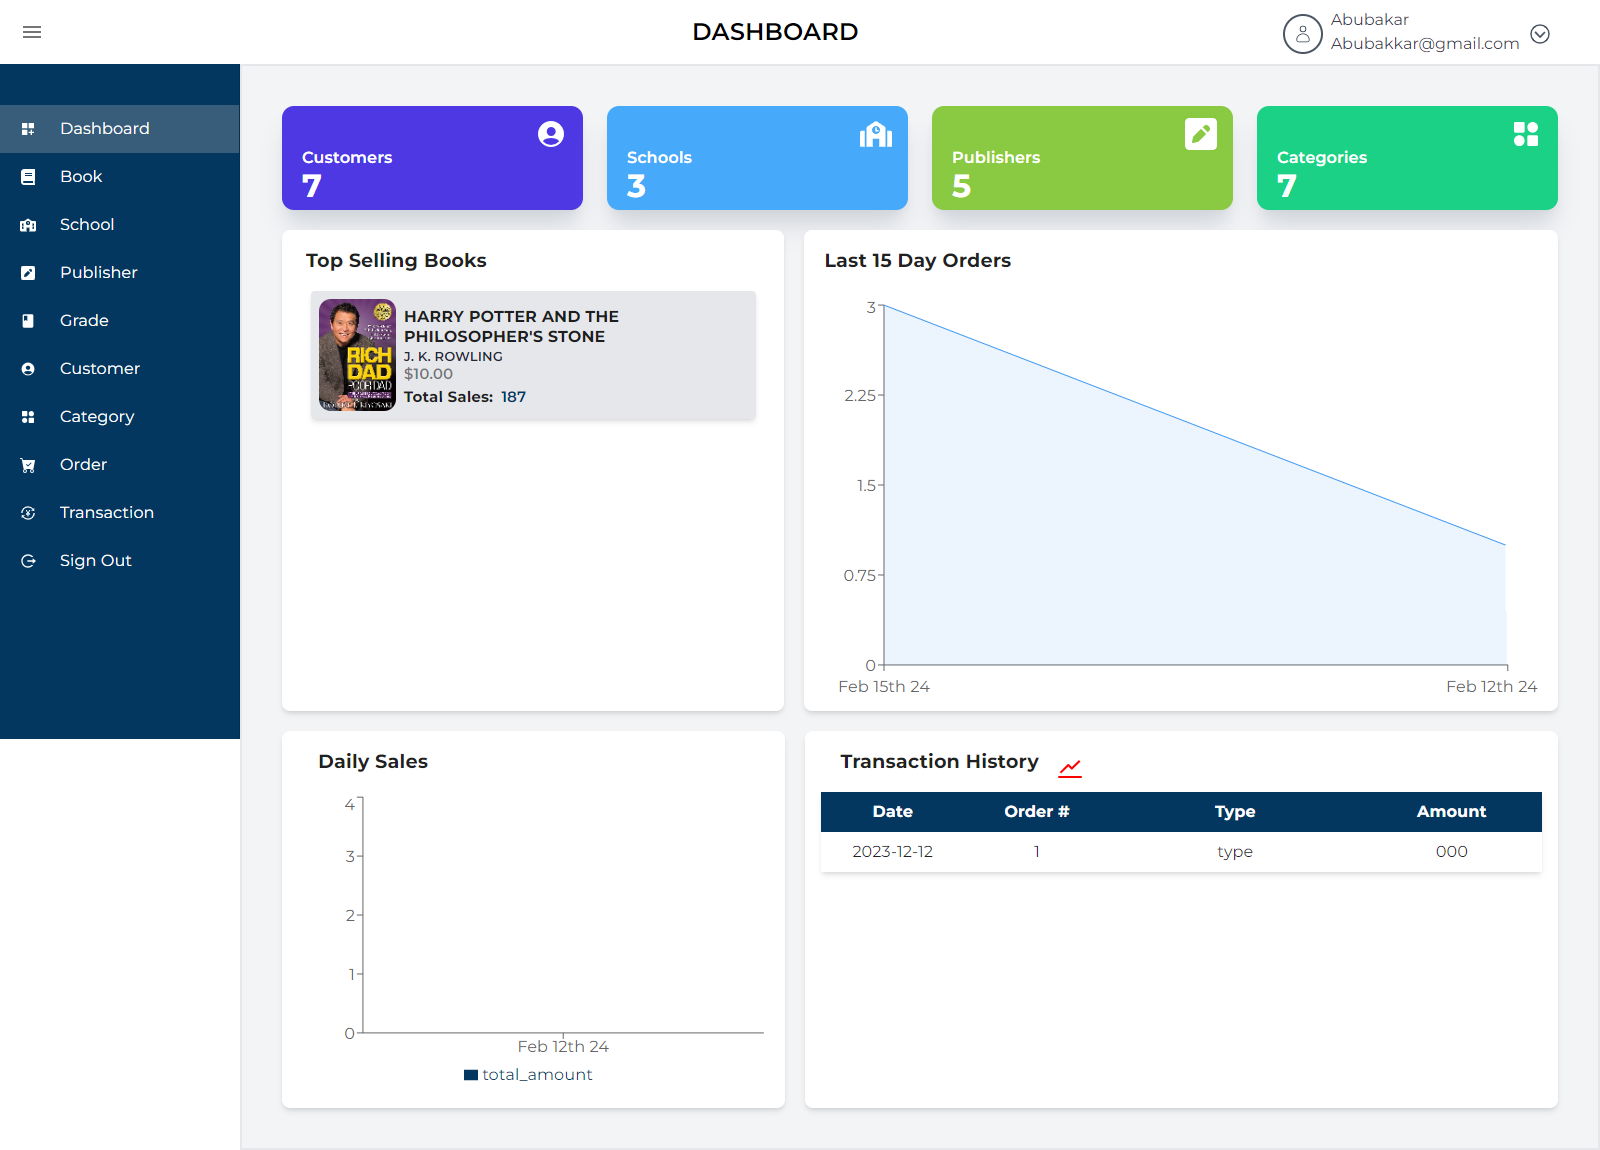 DASHBOARD
Abubakar
Abubakkar@gmail.com
Dashboard
Book
School
Publisher
Grade
Customer
Category
Order
Transaction
Sign Out
Customers
7
Schools
3
Publishers
5
Categories
7
Top Selling Books
RICH
DAD
POOR DAD
HARRY POTTER AND THE
PHILOSOPHER'S STONE
J. K. ROWLING
$10.00
Total Sales: 187
Last 15 Day Orders
3
2.25
1.5
0.75
0
Feb 15th 24
Feb 12th 24
Daily Sales
4
3
2
1
0
Feb 12th 24
total_amount
Transaction History
Date Order # Type Amount
2023-12-12 1 type 000